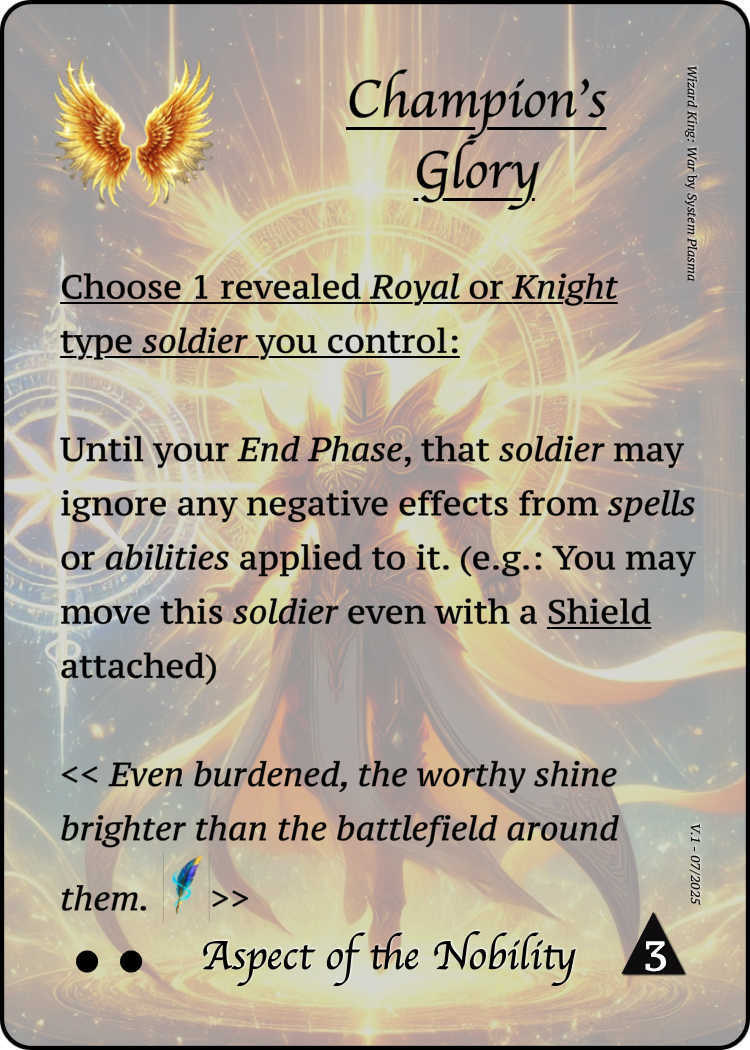 Champion's
Glory
Wizard King: War by System Plasma
Choose 1 revealed Royal or Knight
type soldier you control:
Until your End Phase, that soldier may
ignore any negative effects from spells
or abilities applied to it. (e.g.: You may
move this soldier even with a Shield
attached)
<< Even burdened, the worthy shine
brighter than the battlefield around
them. >>
V.1 - 07/2025
Aspect of the Nobility
3